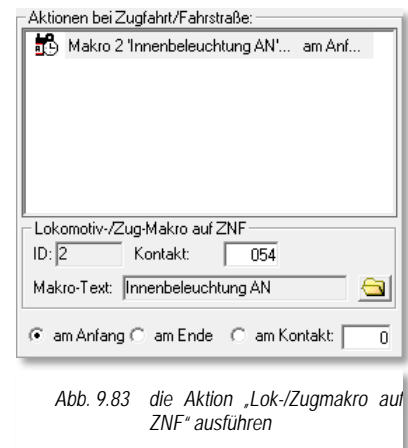 Aktionen bei Zugfahrt/Fahrstraße:
Makro 2 'Innenbeleuchtung AN'... am Anf...
Lokomotiv-/Zug-Makro auf ZNF
ID: 2 Kontakt: 054
Makro-Text: Innenbeleuchtung AN
am Anfang am Ende am Kontakt: 0
Abb. 9.83 die Aktion „Lok-/Zugmakro auf
ZNF“ ausführen